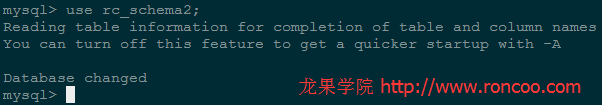 mysql> use rc_schema2;
Reading table information for completion of table and column names
You can turn off this feature to get a quicker startup with -A
Database changed
龙果学院 http://www.roncoo.com
mysql>